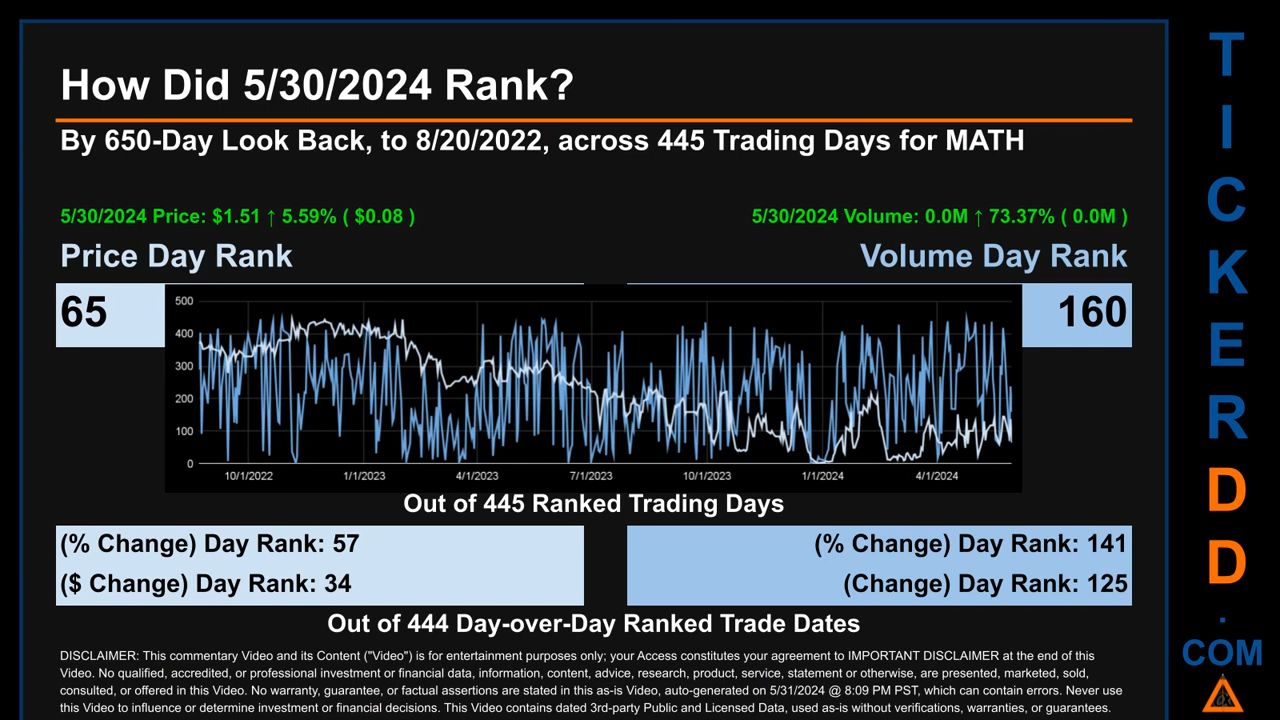 How Did 5/30/2024 Rank?
By 650-Day Look Back, to 8/20/2022, across 445 Trading Days for MATH
5/30/2024 Price: $1.51 ↑ 5.59% ( $0.08 )
5/30/2024 Volume: 0.0M ↑ 73.37% ( 0.0M )
Price Day Rank
Volume Day Rank
65
160
500
400
300
200
100
0
10/1/2022 1/1/2023 4/1/2023 7/1/2023 10/1/2023 1/1/2024 4/1/2024
Out of 445 Ranked Trading Days
(% Change) Day Rank: 57
($ Change) Day Rank: 34
(% Change) Day Rank: 141
(Change) Day Rank: 125
Out of 444 Day-over-Day Ranked Trade Dates
DISCLAIMER: This commentary Video and its Content ("Video") is for entertainment purposes only; your Access constitutes your agreement to IMPORTANT DISCLAIMER at the end of this
Video. No qualified, accredited, or professional investment or financial data, information, content, advice, research, product, service, statement or otherwise, are presented, marketed, sold,
consulted, or offered in this Video. No warranty, guarantee, or factual assertions are stated in this as-is Video, auto-generated on 5/31/2024 @ 8:09 PM PST, which can contain errors. Never use
this Video to influence or determine investment or financial decisions. This Video contains dated 3rd-party Public and Licensed Data, used as-is without verifications, warranties, or guarantees.
T
I
C
K
E
R
D
D
.
COM